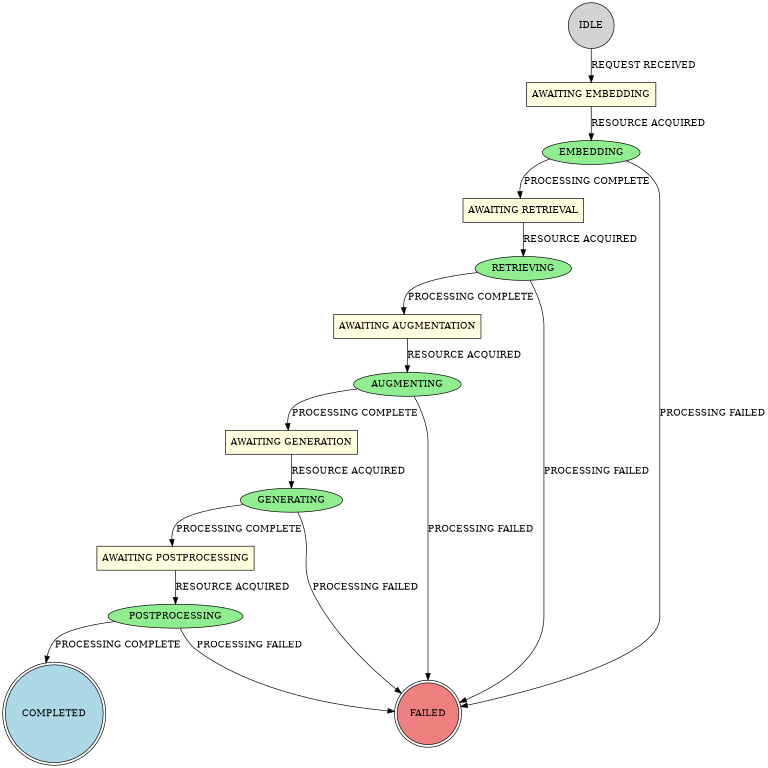 IDLE
REQUEST RECEIVED
AWAITING EMBEDDING
RESOURCE ACQUIRED
EMBEDDING
PROCESSING COMPLETE
AWAITING RETRIEVAL
RESOURCE ACQUIRED
RETRIEVING
PROCESSING COMPLETE
AWAITING AUGMENTATION
RESOURCE ACQUIRED
AUGMENTING
PROCESSING COMPLETE
PROCESSING FAILED
AWAITING GENERATION
RESOURCE ACQUIRED
PROCESSING FAILED
GENERATING
PROCESSING COMPLETE
PROCESSING FAILED
AWAITING POSTPROCESSING
RESOURCE ACQUIRED
PROCESSING FAILED
POSTPROCESSING
PROCESSING COMPLETE
PROCESSING FAILED
COMPLETED
FAILED